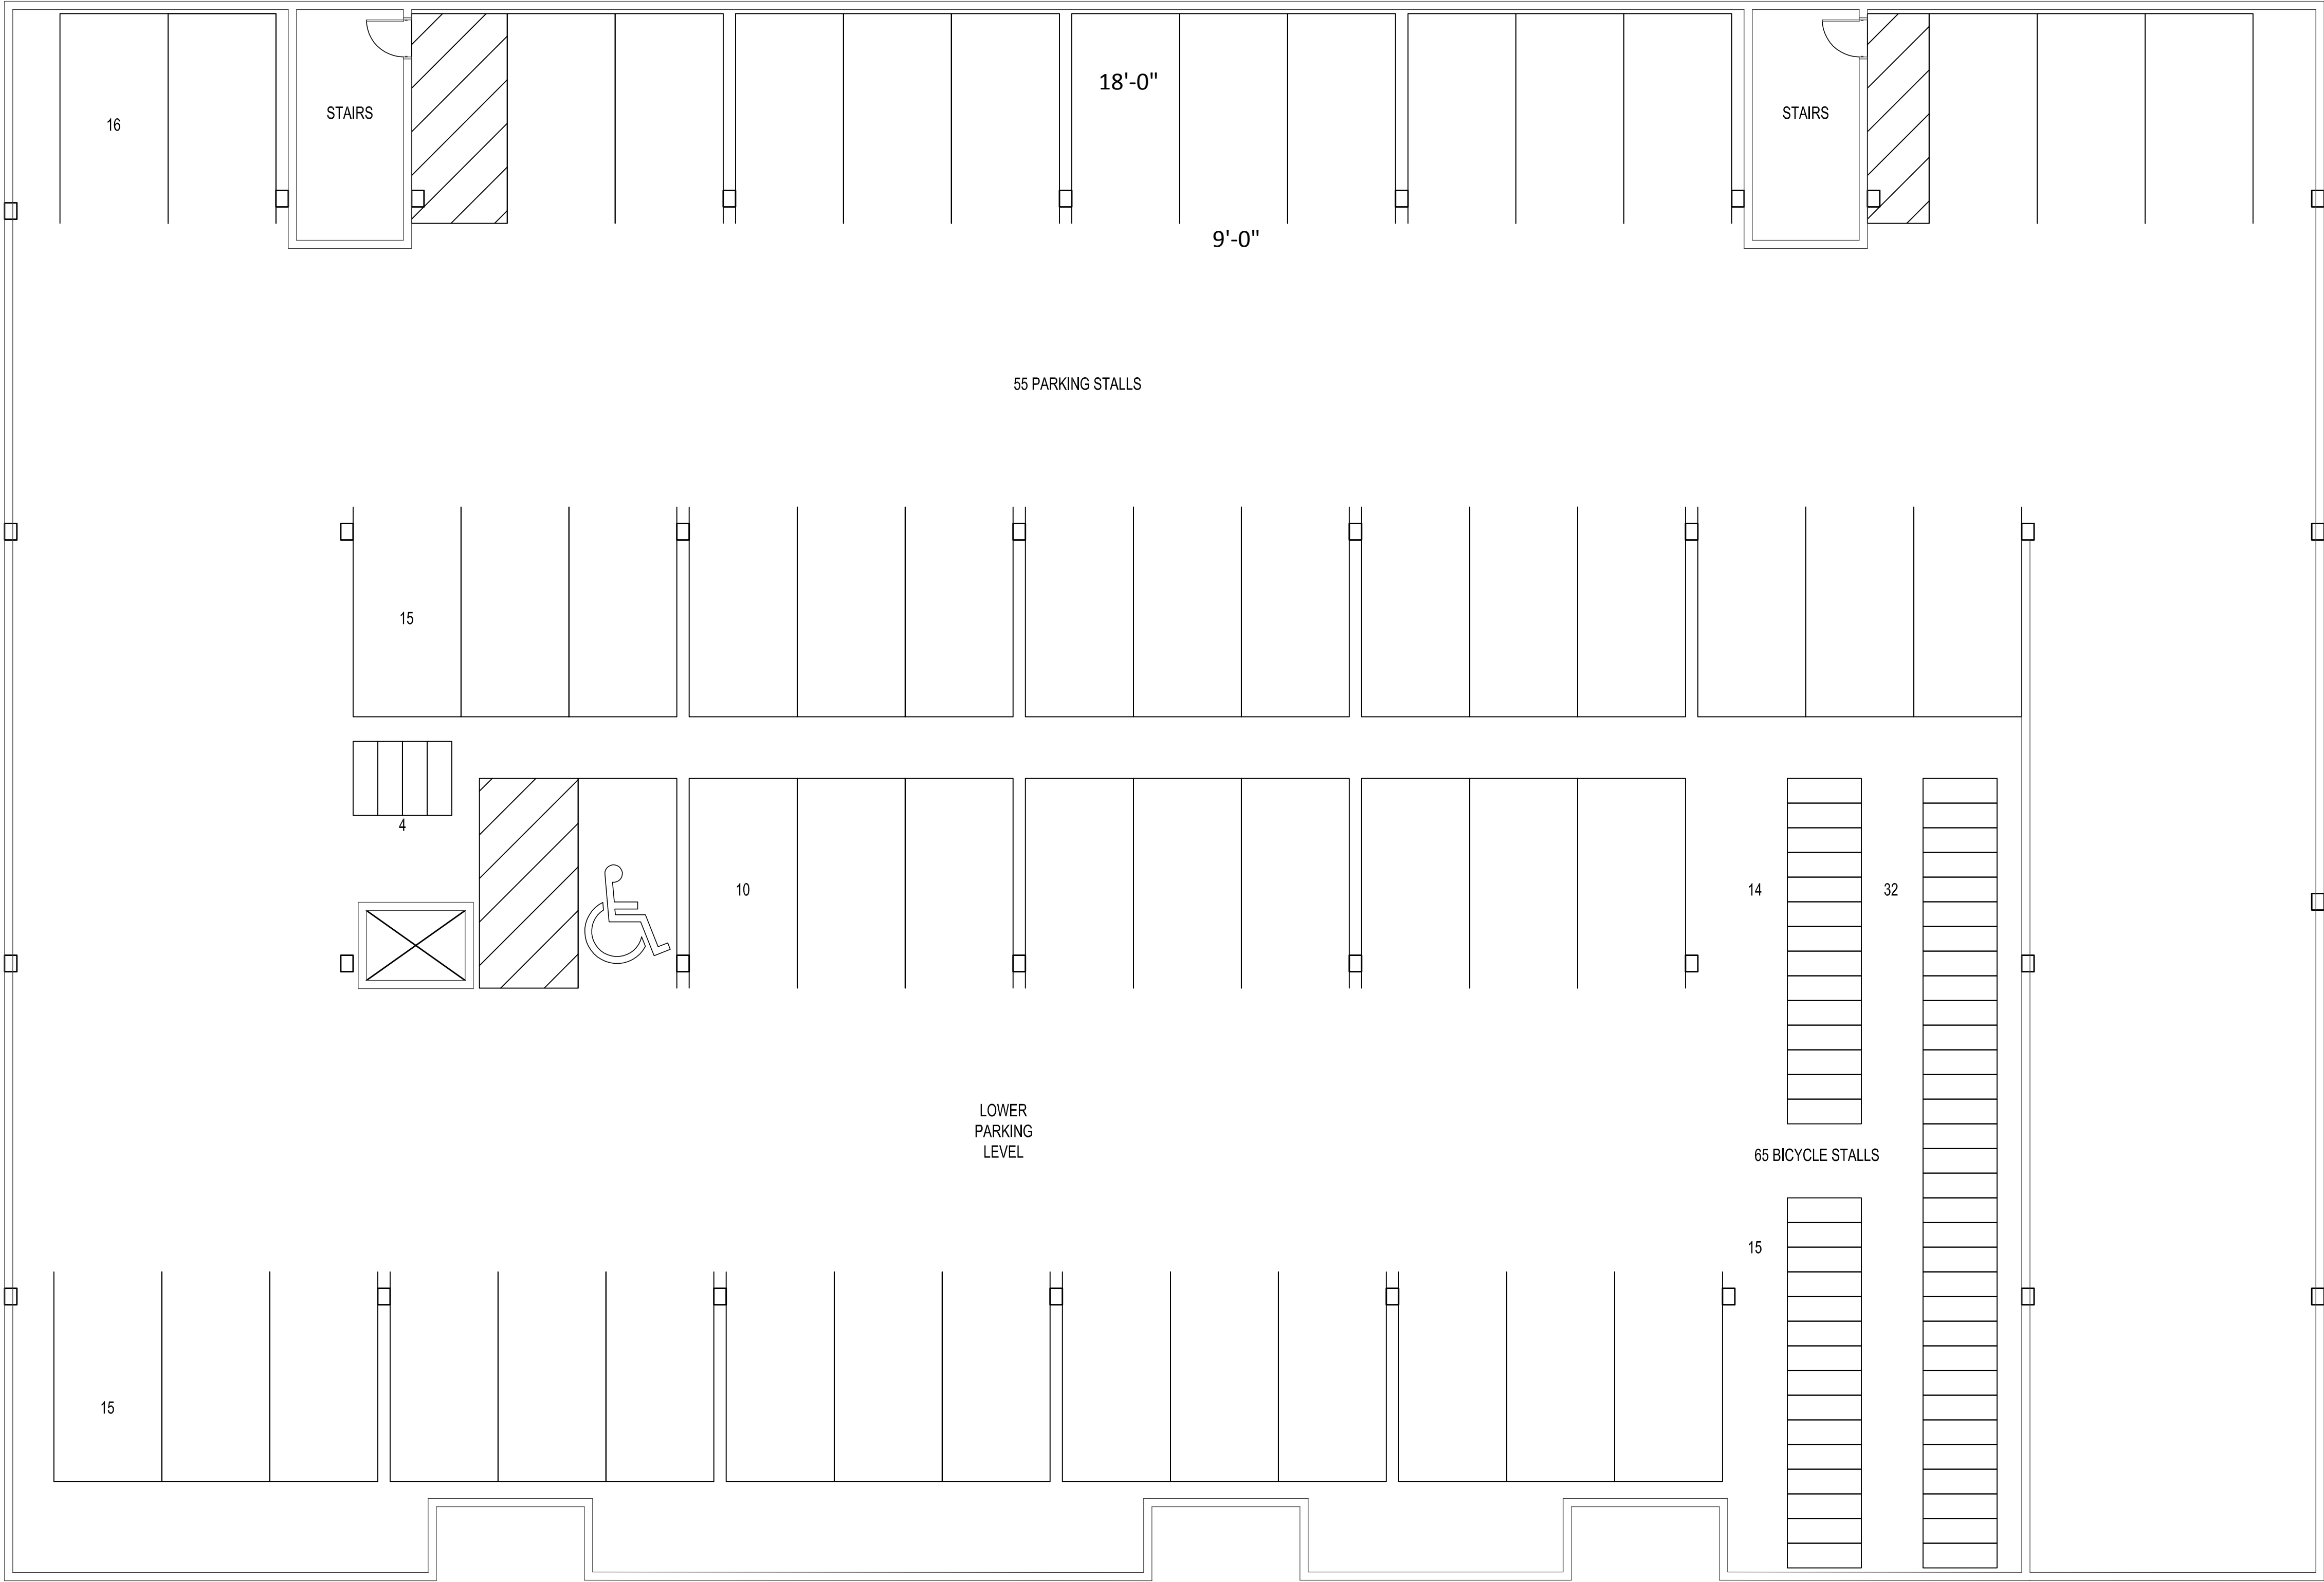 18'-0"
STAIRS
STAIRS
16
9'-0"
55 PARKING STALLS
15
4
10
14
32
LOWER
PARKING
LEVEL
65 BICYCLE STALLS
15
15